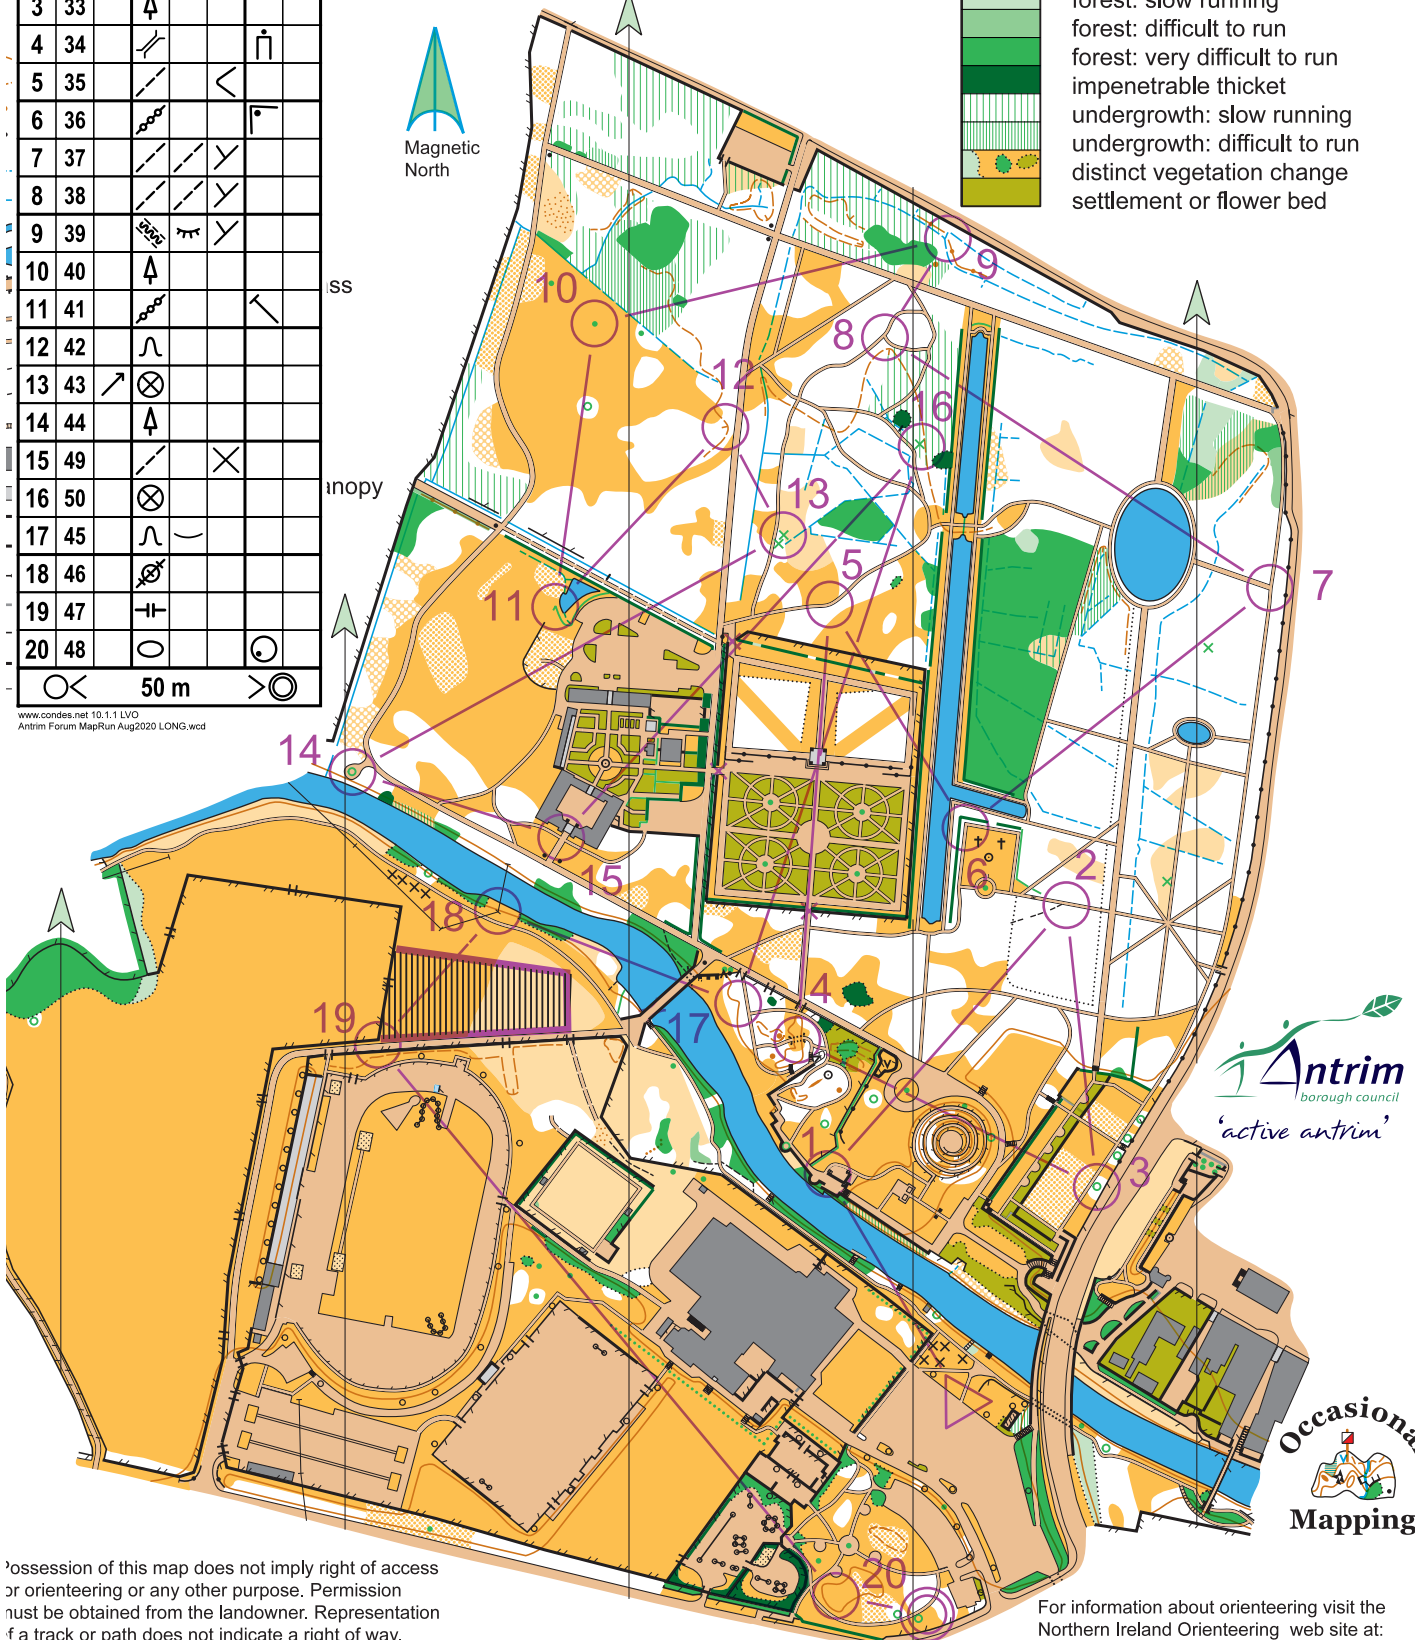 3 33
4 34
5 35
6 36
7 37
8 38
9 39
10 40
11 41
12 42
13 43
14 44
15 49
16 50
17 45
18 46
19 47
20 48
50 m
www.condes.net 10.1.1 LVO
Antrim Forum MapRun Aug2020 LONG.wcd
Magnetic
North
forest: slow running
forest: difficult to run
forest: very difficult to run
impenetrable thicket
undergrowth: slow running
undergrowth: difficult to run
distinct vegetation change
settlement or flower bed
ss
anopy
9
10
8
12
16
13
5
7
11
14
6
2
15
18
4
17
19
1
3
20
Antrim
borough council
'active antrim'
Occasional
Mapping
Possession of this map does not imply right of access
or orienteering or any other purpose. Permission
must be obtained from the landowner. Representation
of a track or path does not indicate a right of way.
For information about orienteering visit the
Northern Ireland Orienteering web site at: